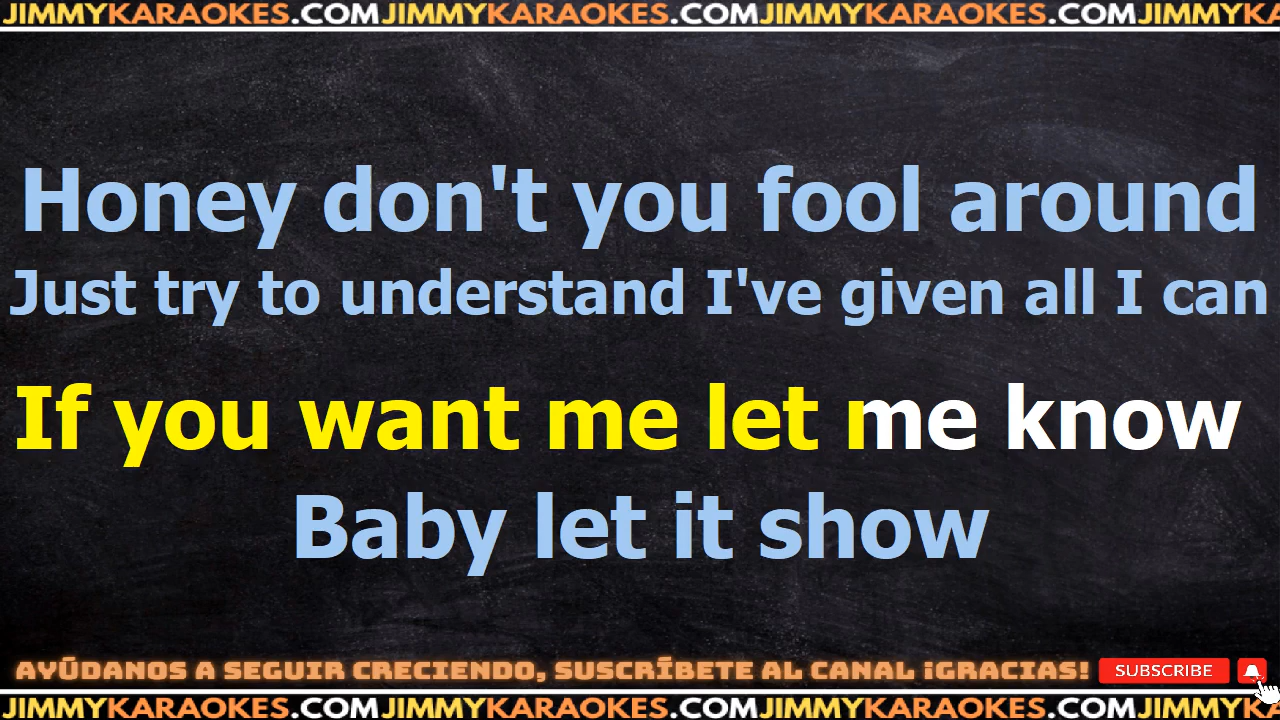 JIMMYKARAOKES.COMJIMMYKARAOKES.COMJIMMYKARAOKES.COMJIMMYKA
Honey don't you fool around
Just try to understand I've given all I can
If you want me let me know
Baby let it show
AYÚDANOS A SEGUIR CRECIENDO, SUSCRÍBETE AL CANAL ¡GRACIAS! SUBSCRIBE
JIMMYKARAOKES.COMJIMMYKARAOKES.COMJIMMYKARAOKES.COMJIMMYKA